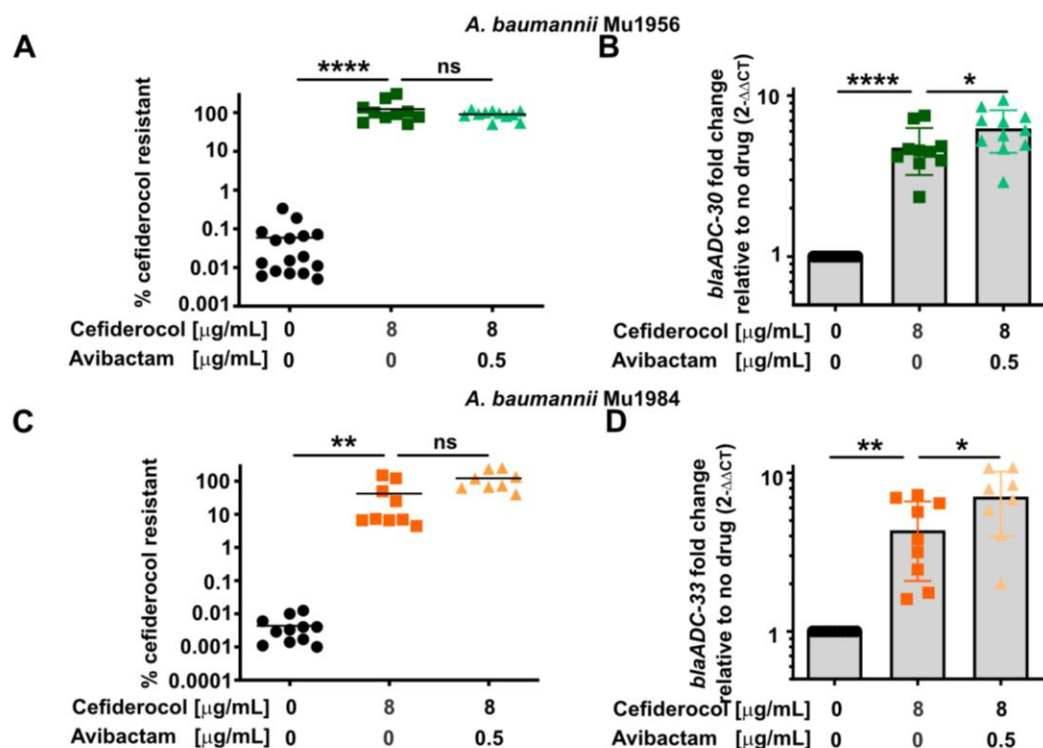 A. baumannii Mu1956
A
B
**** ns
**** *
% cefiderocol resistant
100
10
1
0.1
0.01
0.001
Cefiderocol [μg/mL] 0 8 8
Avibactam [μg/mL] 0 0 0.5
blaADC-30 fold change
relative to no drug (2-ΔΔCT)
10
1
Cefiderocol [μg/mL] 0 8 8
Avibactam [μg/mL] 0 0 0.5
A. baumannii Mu1984
C
D
** ns
** *
% cefiderocol resistant
100
10
1
0.1
0.01
0.001
0.0001
Cefiderocol [μg/mL] 0 8 8
Avibactam [μg/mL] 0 0 0.5
blaADC-33 fold change
relative to no drug (2-ΔΔCT)
10
1
Cefiderocol [μg/mL] 0 8 8
Avibactam [μg/mL] 0 0 0.5